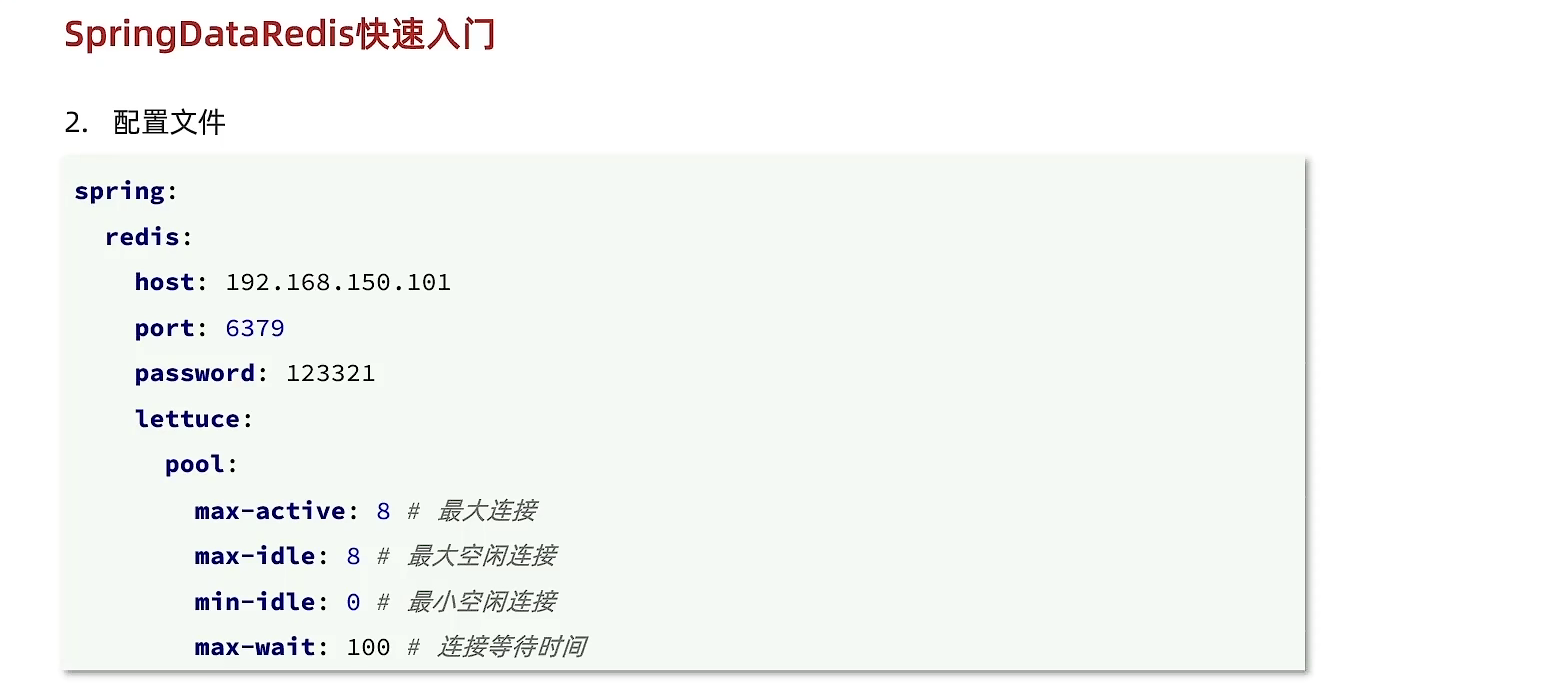 SpringDataRedis快速入门
2. 配置文件
spring:
  redis:
    host: 192.168.150.101
    port: 6379
    password: 123321
    lettuce:
      pool:
        max-active: 8 # 最大连接
        max-idle: 8 # 最大空闲连接
        min-idle: 0 # 最小空闲连接
        max-wait: 100 # 连接等待时间